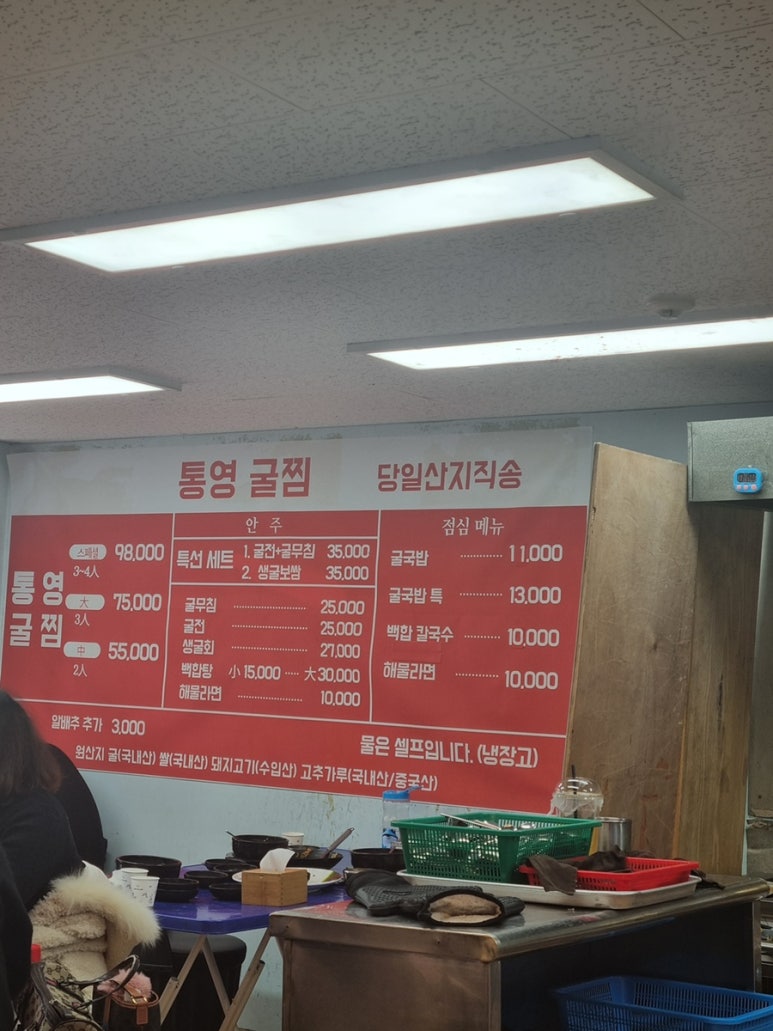 통영 굴찜 당일산지직송
통영
굴찜
스페셜 98,000
3~4人
大 75,000
3人
中 55,000
2人
안 주
특선 세트 1. 굴전+굴무침 35,000
2. 생굴보쌈 35,000
굴무침 25,000
굴전 25,000
생굴회 27,000
백합탕 小 15,000 大 30,000
해물라면 10,000
점심 메뉴
굴국밥 11,000
굴국밥 특 13,000
백합 칼국수 10,000
해물라면 10,000
알배추 추가 3,000
물은 셀프입니다. (냉장고)
원산지 굴(국내산) 쌀(국내산) 돼지고기(수입산) 고추가루(국내산/중국산)